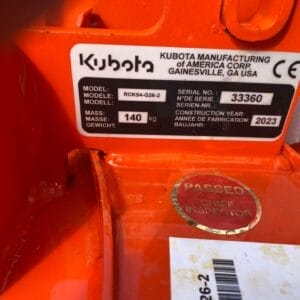 Kubota
KUBOTA MANUFACTURING
of AMERICA CORP.
GAINESVILLE, GA USA
CE
MODEL:
MODELE:
MODELL:
RCK54-G26-2
SERIAL NO.:
N°DE SERIE:
SERIEN-NR.:
33360
MASS:
MASSE:
GEWICHT:
140 kg
CONSTRUCTION YEAR:
ANNÉE DE FABRICATION:
BAUJAHR:
2023
PASSED
CHIEF
INSPECTOR
26-2